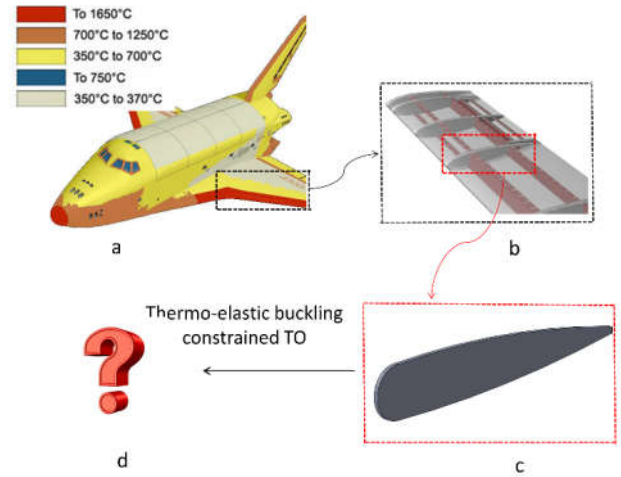 To 1650°C
700°C to 1250°C
350°C to 700°C
To 750°C
350°C to 370°C
a
b
Thermo-elastic buckling
constrained TO
?
d
c